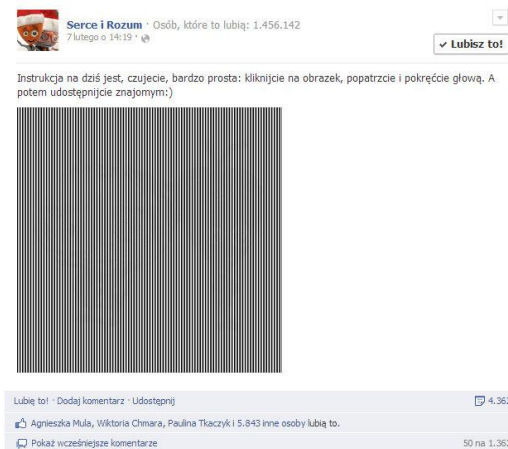 Serce i Rozum · Osób, które to lubią: 1.456.142
7 lutego o 14:19 ·
✓ Lubisz to!
Instrukcja na dziś jest, czujecie, bardzo prosta: kliknijcie na obrazek, popatrzcie i pokręćcie głową. A
potem udostępnijcie znajomym:)
Lubię to! · Dodaj komentarz · Udostępnij
4.362
Agnieszka Mula, Wiktoria Chmara, Paulina Tkaczyk i 5.843 inne osoby lubią to.
Pokaż wcześniejsze komentarze
50 na 1.362